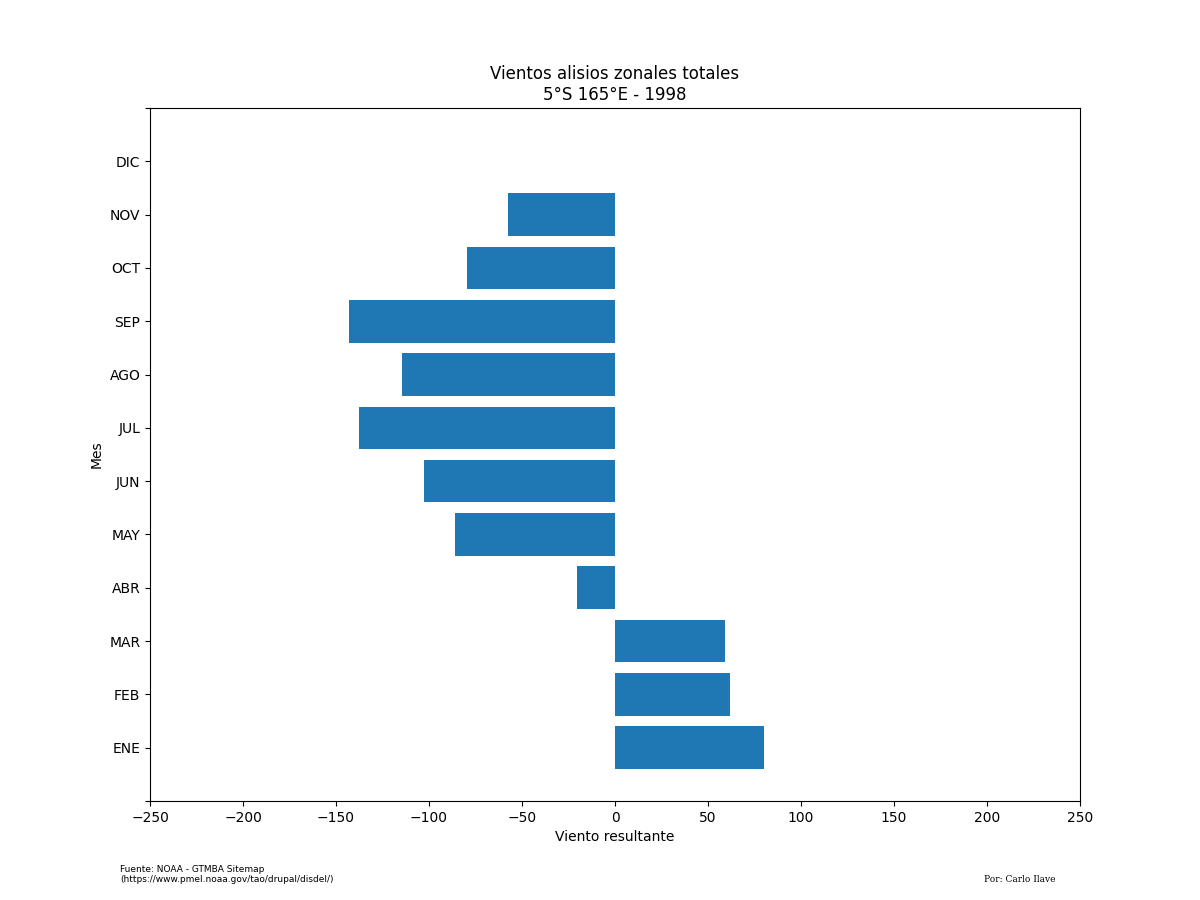 Vientos alisios zonales totales
5°S 165°E - 1998
DIC
NOV
OCT
SEP
AGO
JUL
JUN
MAY
ABR
MAR
FEB
ENE
Mes
−250 −200 −150 −100 −50 0 50 100 150 200 250
Viento resultante
Fuente: NOAA - GTMBA Sitemap
(https://www.pmel.noaa.gov/tao/drupal/disdel/)
Por: Carlo Ilave